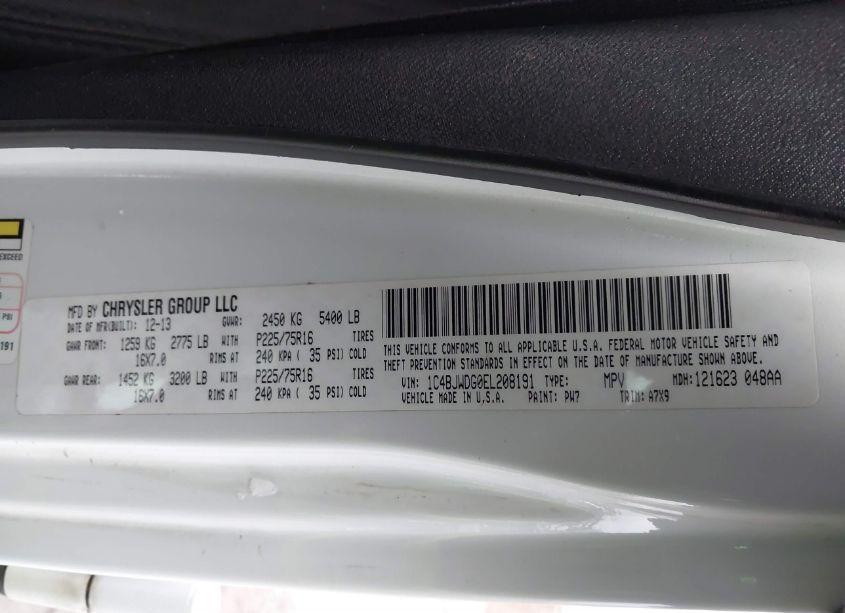 EXCEED
PSI
191
MFD BY CHRYSLER GROUP LLC
DATE OF MFR(BUILT): 12-13 GVWR: 2450 KG 5400 LB
GAWR FRONT: 1259 KG 2775 LB WITH P225/75R16 TIRES
16X7.0 RIMS AT 240 KPA ( 35 PSI) COLD
GAWR REAR: 1452 KG 3200 LB WITH P225/75R16 TIRES
16X7.0 RIMS AT 240 KPA ( 35 PSI) COLD
THIS VEHICLE CONFORMS TO ALL APPLICABLE U.S.A. FEDERAL MOTOR VEHICLE SAFETY AND
THEFT PREVENTION STANDARDS IN EFFECT ON THE DATE OF MANUFACTURE SHOWN ABOVE.
VIN: 1C4BJWDG0EL208191 TYPE: MPV MDH: 121623 048AA
VEHICLE MADE IN U.S.A. PAINT: PW7 TRIM: A7X9